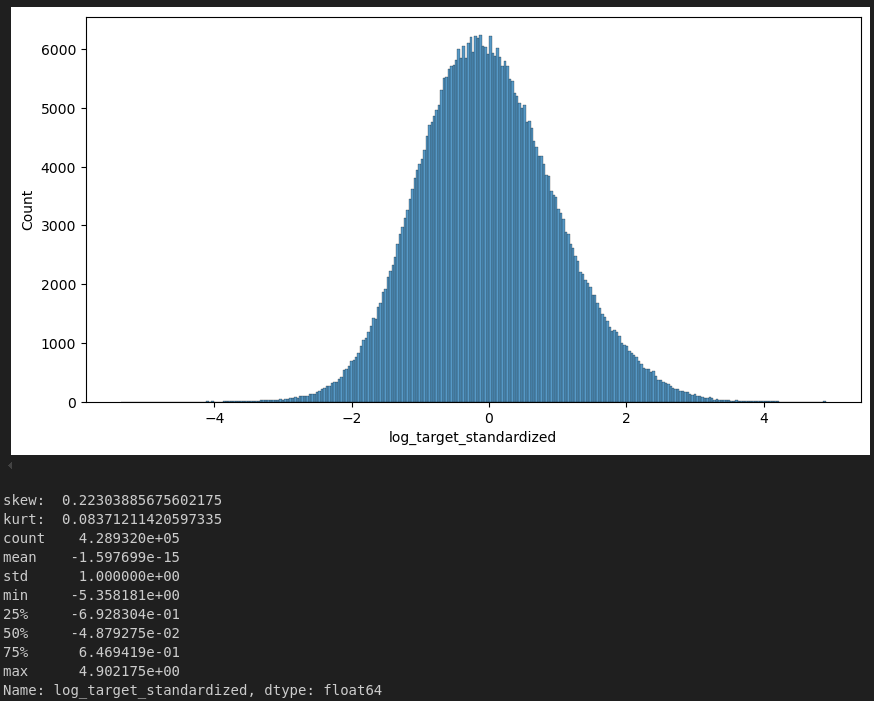 6000
5000
4000
3000
2000
1000
0
Count
−4
−2
0
2
4
log_target_standardized
skew:  0.22303885675602175
kurt:  0.08371211420597335
count    4.289320e+05
mean    -1.597699e-15
std      1.000000e+00
min     -5.358181e+00
25%     -6.928304e-01
50%     -4.879275e-02
75%      6.469419e-01
max      4.902175e+00
Name: log_target_standardized, dtype: float64